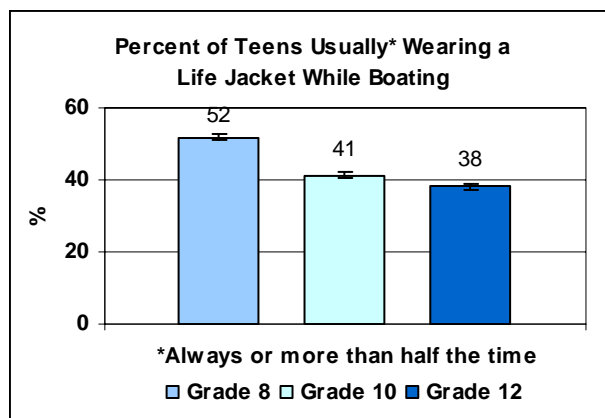 Percent of Teens Usually* Wearing a
Life Jacket While Boating
60
52
41
38
40
%
20
0
*Always or more than half the time
Grade 8 Grade 10 Grade 12